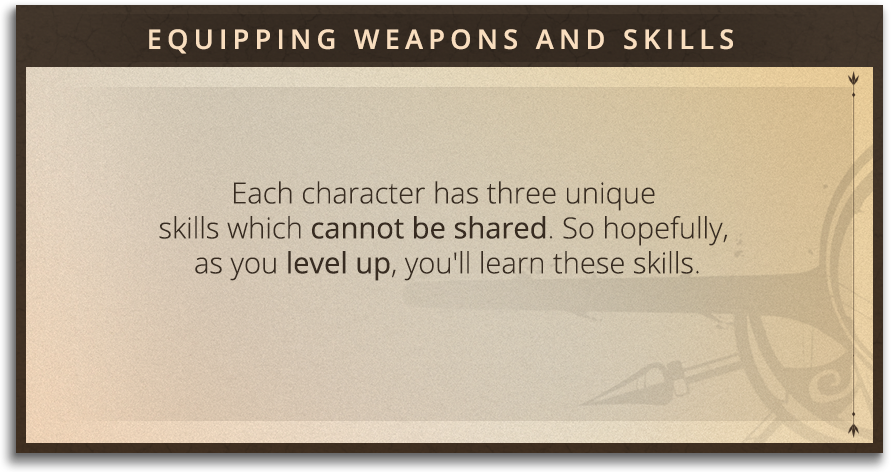 EQUIPPING WEAPONS AND SKILLS
Each character has three unique
skills which cannot be shared. So hopefully,
as you level up, you'll learn these skills.